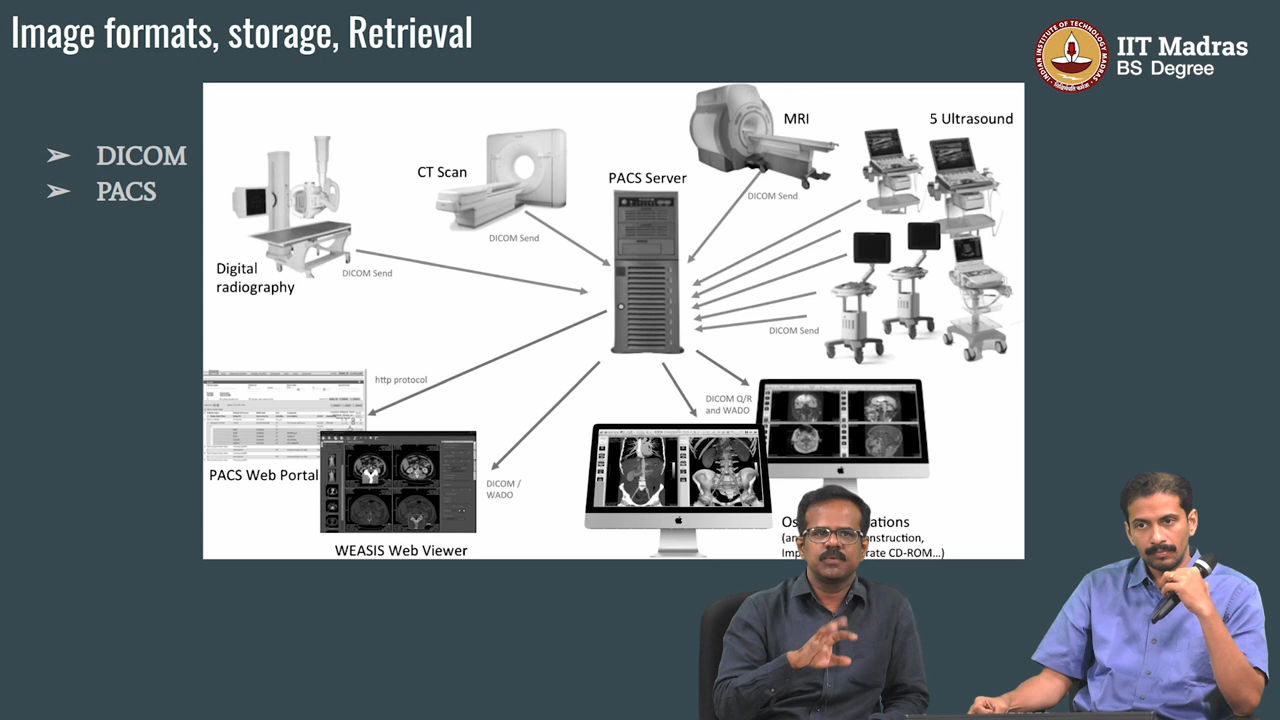 Image formats, storage, Retrieval
IIT Madras
BS Degree
➢ DICOM
➢ PACS
CT Scan
PACS Server
MRI
5 Ultrasound
DICOM Send
DICOM Send
Digital
radiography
DICOM Send
DICOM Send
http protocol
DICOM Q/R
and WADO
PACS Web Portal
DICOM /
WADO
WEASIS Web Viewer